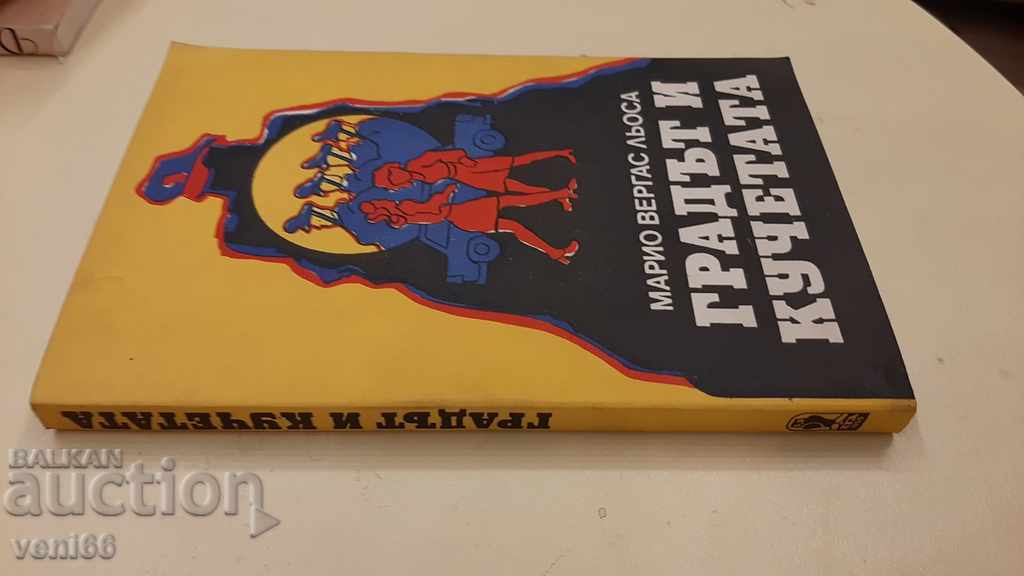 МАРИО ВЕРГАС ЛЬОСА
ГРАДЪТ И
КУЧЕТАТА
ГРАДЪТ И КУЧЕТАТА
BALKAN
auction
veni66